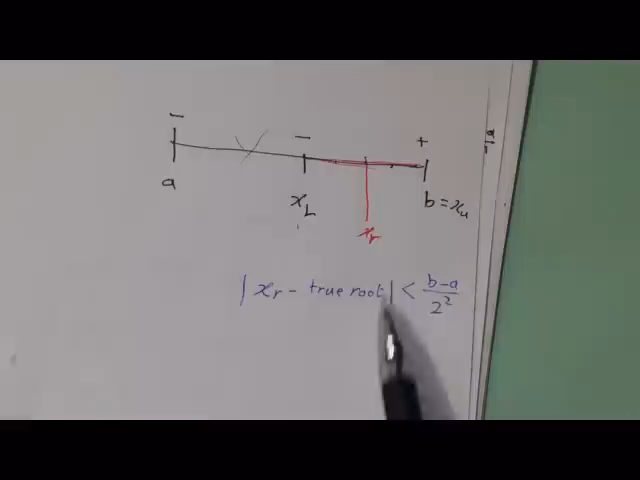 − − +
a x_L b = x_u
x_r
| x_r − true root | < (b−a)/2²